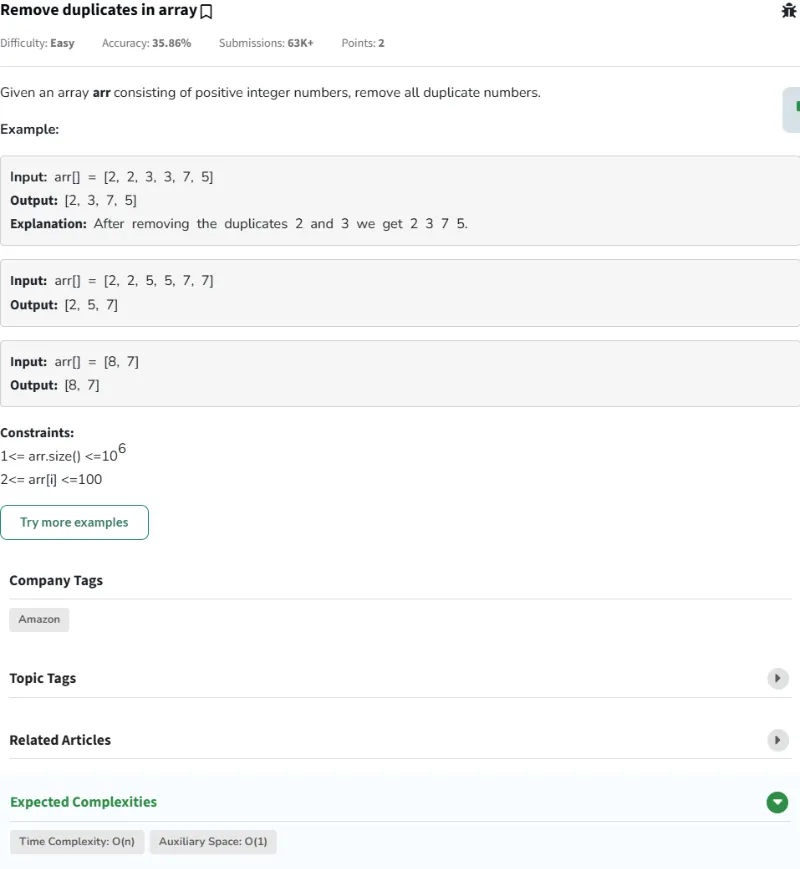 Remove duplicates in array
Difficulty: Easy Accuracy: 35.86% Submissions: 63K+ Points: 2
Given an array arr consisting of positive integer numbers, remove all duplicate numbers.
Example:
Input: arr[] = [2, 2, 3, 3, 7, 5]
Output: [2, 3, 7, 5]
Explanation: After removing the duplicates 2 and 3 we get 2 3 7 5.
Input: arr[] = [2, 2, 5, 5, 7, 7]
Output: [2, 5, 7]
Input: arr[] = [8, 7]
Output: [8, 7]
Constraints:
1<= arr.size() <=10⁶
2<= arr[i] <=100
Try more examples
Company Tags
Amazon
Topic Tags
Related Articles
Expected Complexities
Time Complexity: O(n) Auxiliary Space: O(1)